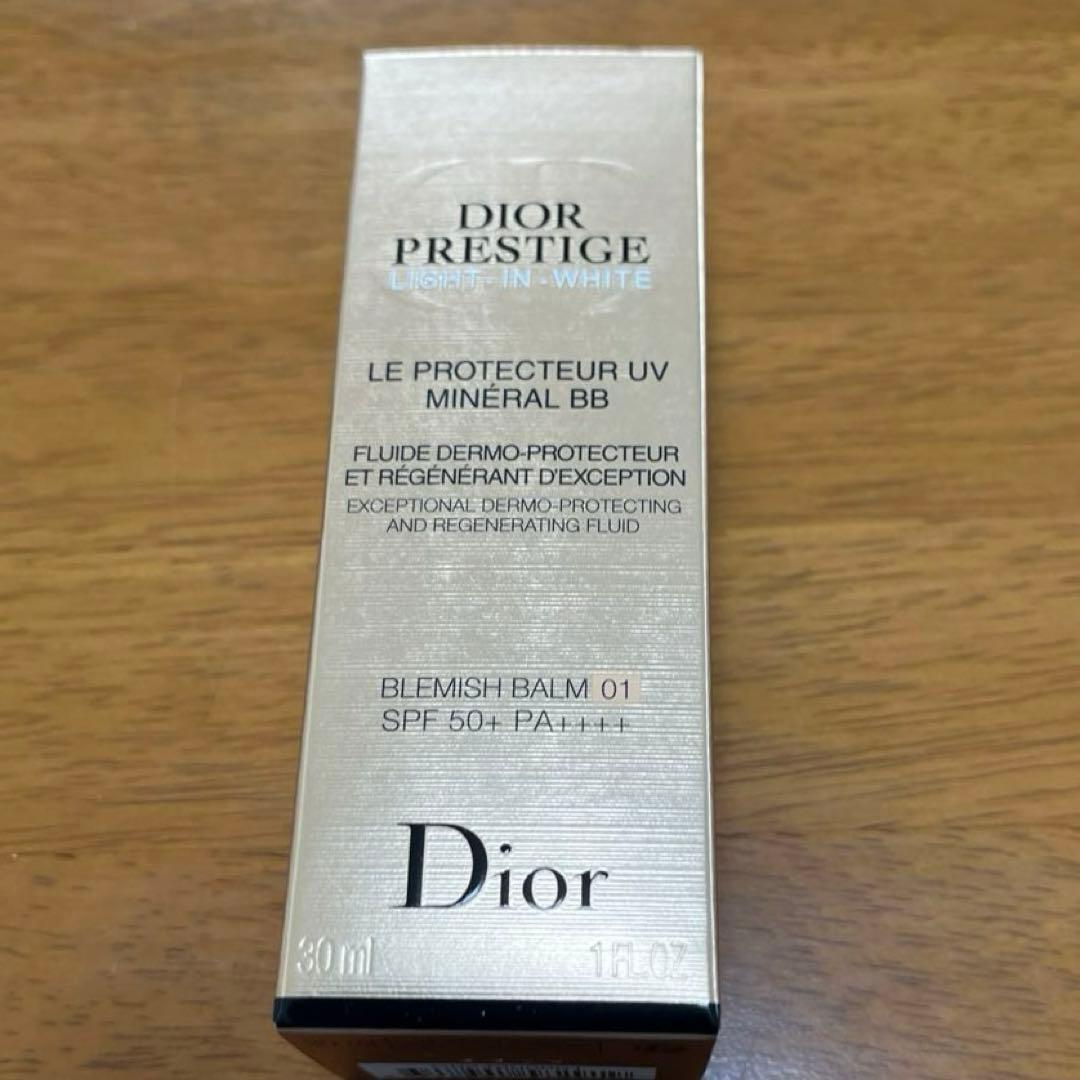 DIOR
PRESTIGE
LIGHT-IN-WHITE
LE PROTECTEUR UV
MINÉRAL BB
FLUIDE DERMO-PROTECTEUR
ET RÉGÉNÉRANT D'EXCEPTION
EXCEPTIONAL DERMO-PROTECTING
AND REGENERATING FLUID
BLEMISH BALM 01
SPF 50+ PA++++
Dior
30 ml 1 FL.OZ